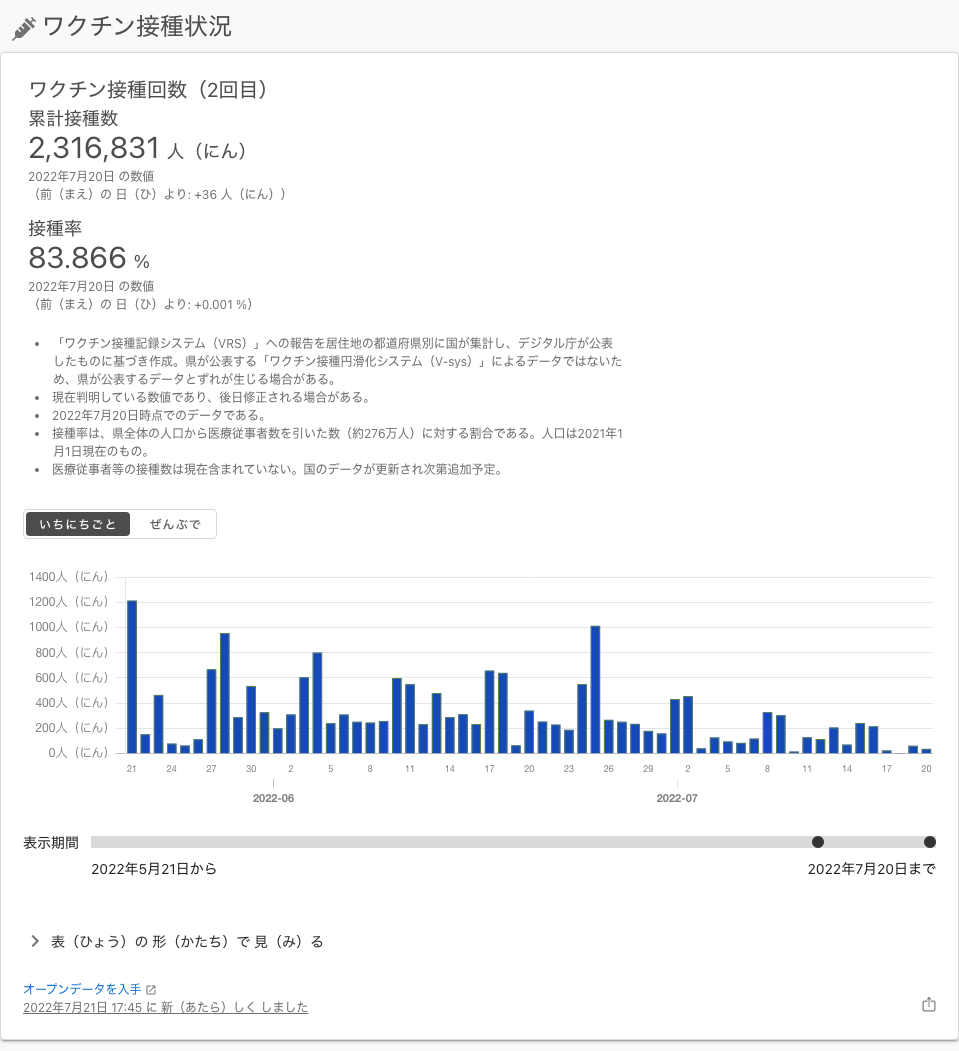 ワクチン接種状況
ワクチン接種回数（2回目）
累計接種数
2,316,831 人（にん）
2022年7月20日 の数値
（前（まえ）の 日（ひ）より: +36 人（にん））
接種率
83.866 %
2022年7月20日 の数値
（前（まえ）の 日（ひ）より: +0.001 %）
• 「ワクチン接種記録システム（VRS）」への報告を居住地の都道府県別に国が集計し、デジタル庁が公表
したものに基づき作成。県が公表する「ワクチン接種円滑化システム（V-sys）」によるデータではないた
め、県が公表するデータとずれが生じる場合がある。
• 現在判明している数値であり、後日修正される場合がある。
• 2022年7月20日時点でのデータである。
• 接種率は、県全体の人口から医療従事者数を引いた数（約276万人）に対する割合である。人口は2021年1
月1日現在のもの。
• 医療従事者等の接種数は現在含まれていない。国のデータが更新され次第追加予定。
いちにちごと ぜんぶで
1400人（にん）
1200人（にん）
1000人（にん）
800人（にん）
600人（にん）
400人（にん）
200人（にん）
0人（にん）
21 24 27 30 2 5 8 11 14 17 20 23 26 29 2 5 8 11 14 17 20
2022-06 2022-07
表示期間
2022年5月21日から 2022年7月20日まで
表（ひょう）の 形（かたち）で 見（み）る
オープンデータを入手
2022年7月21日 17:45 に 新（あたら）しく しました